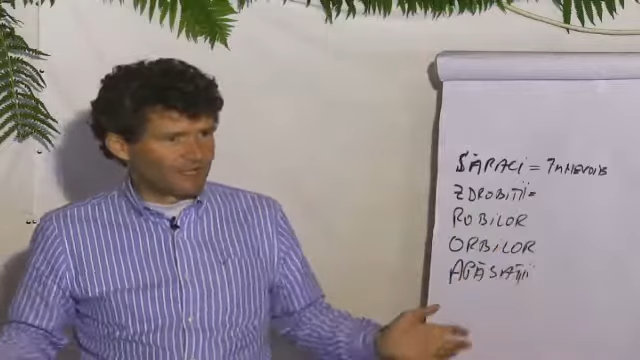 SĂRACI =
ZDROBIȚII =
ROBILOR
ORBILOR
APĂSAȚII